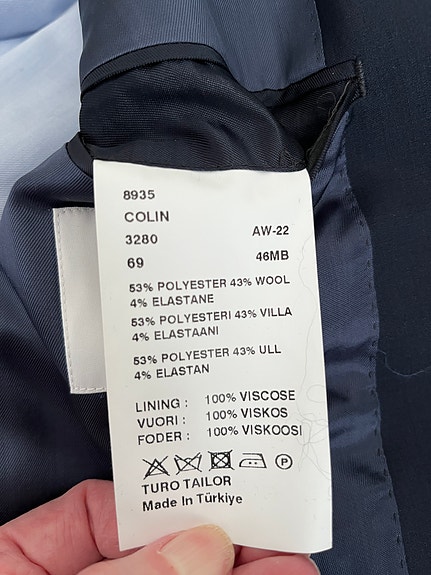 8935
COLIN
3280 AW-22
69 46MB
53% POLYESTER 43% WOOL
4% ELASTANE
53% POLYESTERI 43% VILLA
4% ELASTAANI
53% POLYESTER 43% ULL
4% ELASTAN
LINING : 100% VISCOSE
VUORI : 100% VISKOS
FODER : 100% VISKOOSI
P
TURO TAILOR
Made In Türkiye